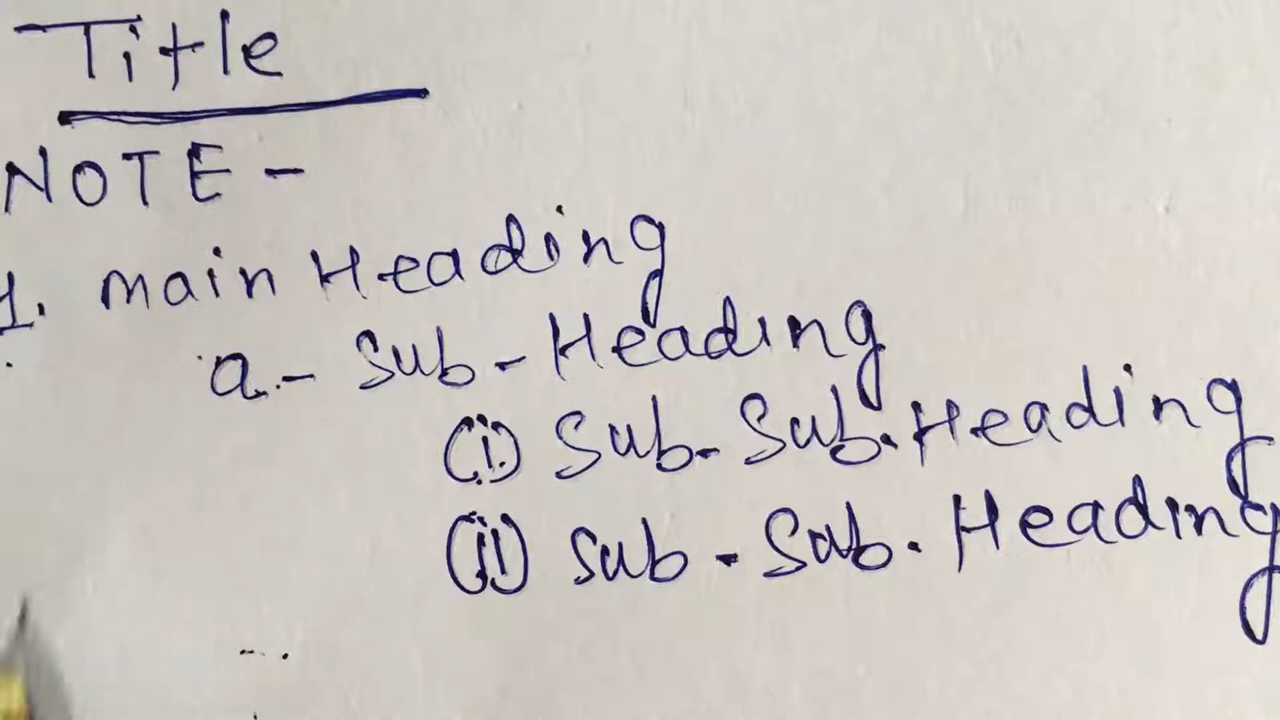 Title
NOTE -
1. main Heading
a - Sub - Heading
(i) Sub - Sub. Heading
(ii) Sub - Sub. Heading